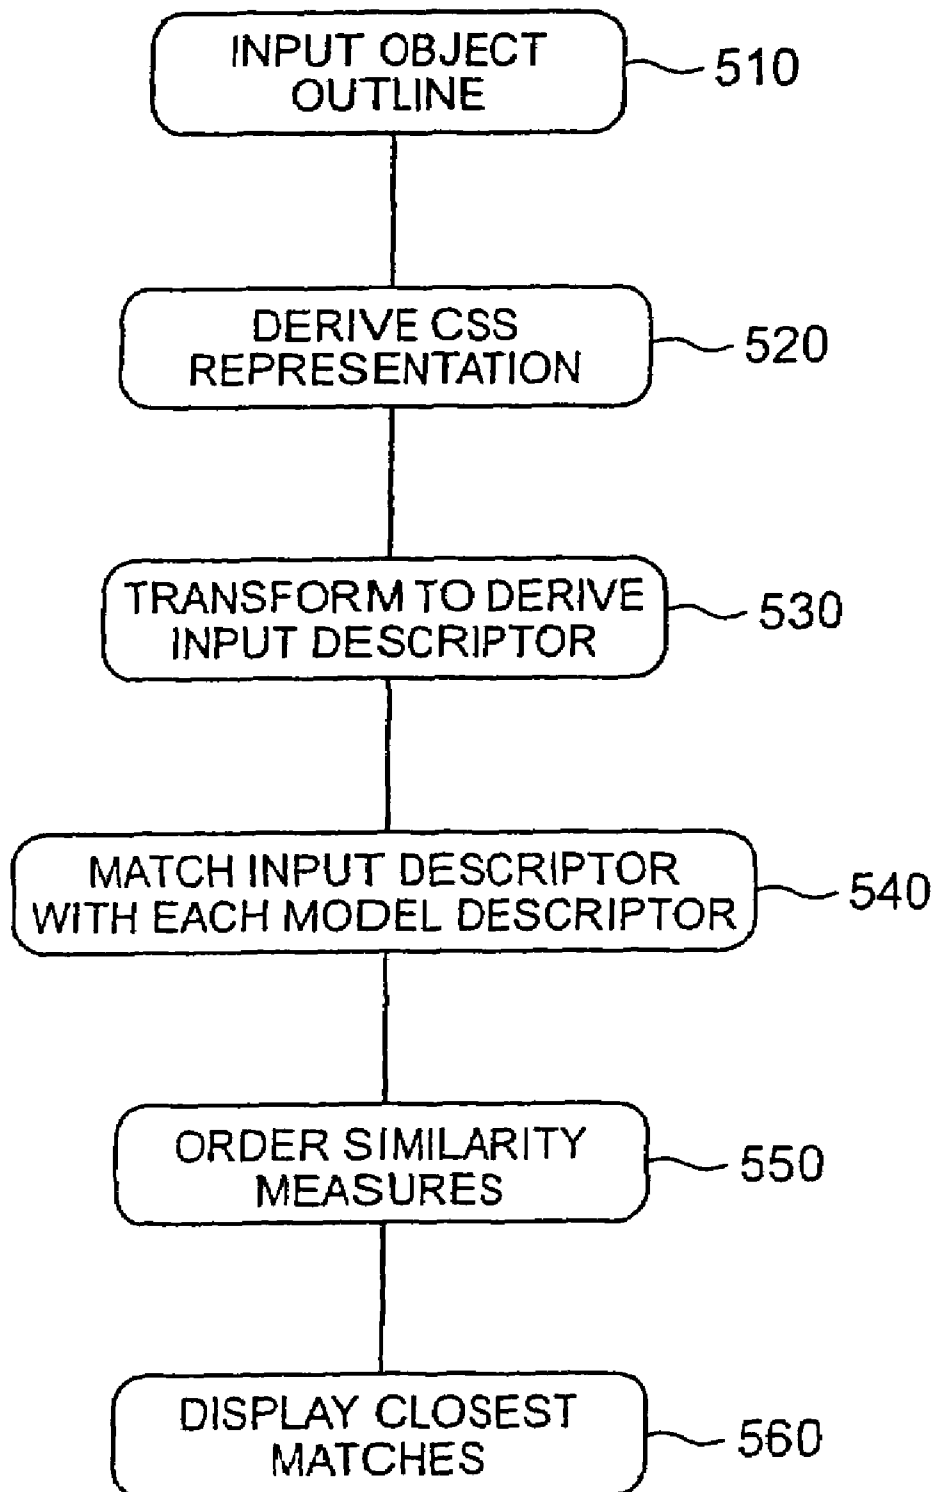 INPUT OBJECT
OUTLINE
510
DERIVE CSS
REPRESENTATION
520
TRANSFORM TO DERIVE
INPUT DESCRIPTOR
530
MATCH INPUT DESCRIPTOR
WITH EACH MODEL DESCRIPTOR
540
ORDER SIMILARITY
MEASURES
550
DISPLAY CLOSEST
MATCHES
560